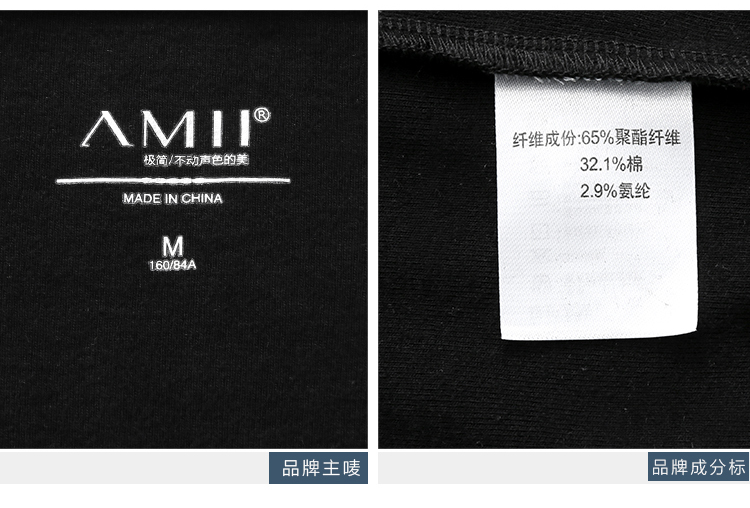 AMII®
极简/不动声色的美
MADE IN CHINA
M
160/84A
品牌主唛
纤维成份:65%聚酯纤维
32.1%棉
2.9%氨纶
品牌成分标